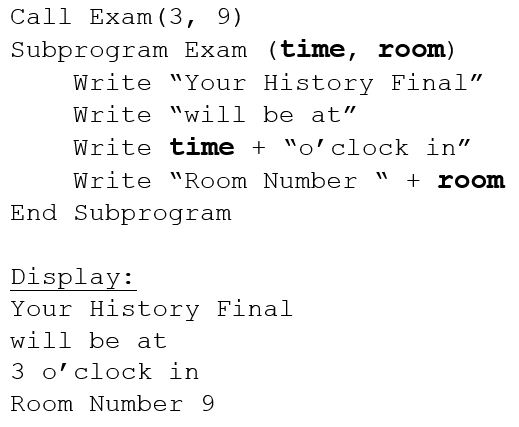 Call Exam(3, 9)
Subprogram Exam (time, room)
Write “Your History Final”
Write “will be at”
Write time + “o’clock in”
Write “Room Number “ + room
End Subprogram
Display:
Your History Final
will be at
3 o’clock in
Room Number 9